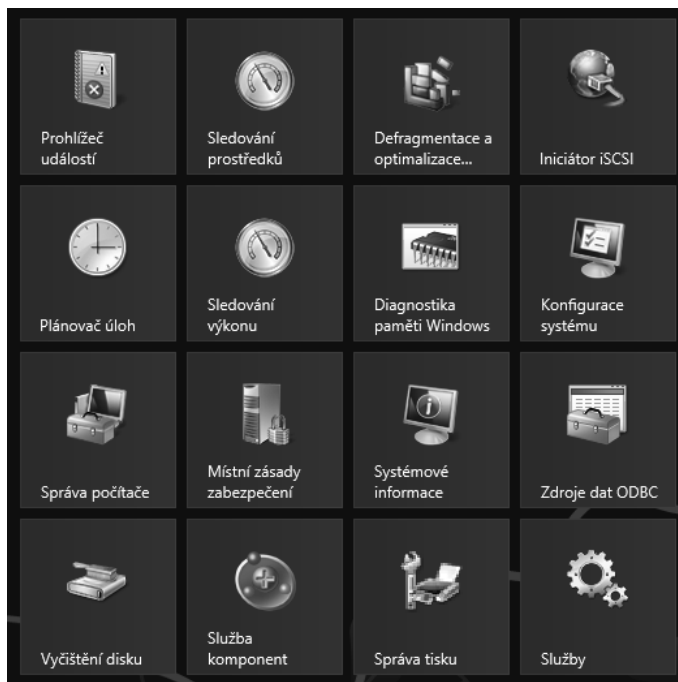 Prohlížeč
událostí
Sledování
prostředků
Defragmentace a
optimalizace...
Iniciátor iSCSI
Plánovač úloh
Sledování
výkonu
Diagnostika
paměti Windows
Konfigurace
systému
Správa počítače
Místní zásady
zabezpečení
Systémové
informace
Zdroje dat ODBC
Vyčištění disku
Služba
komponent
Správa tisku
Služby